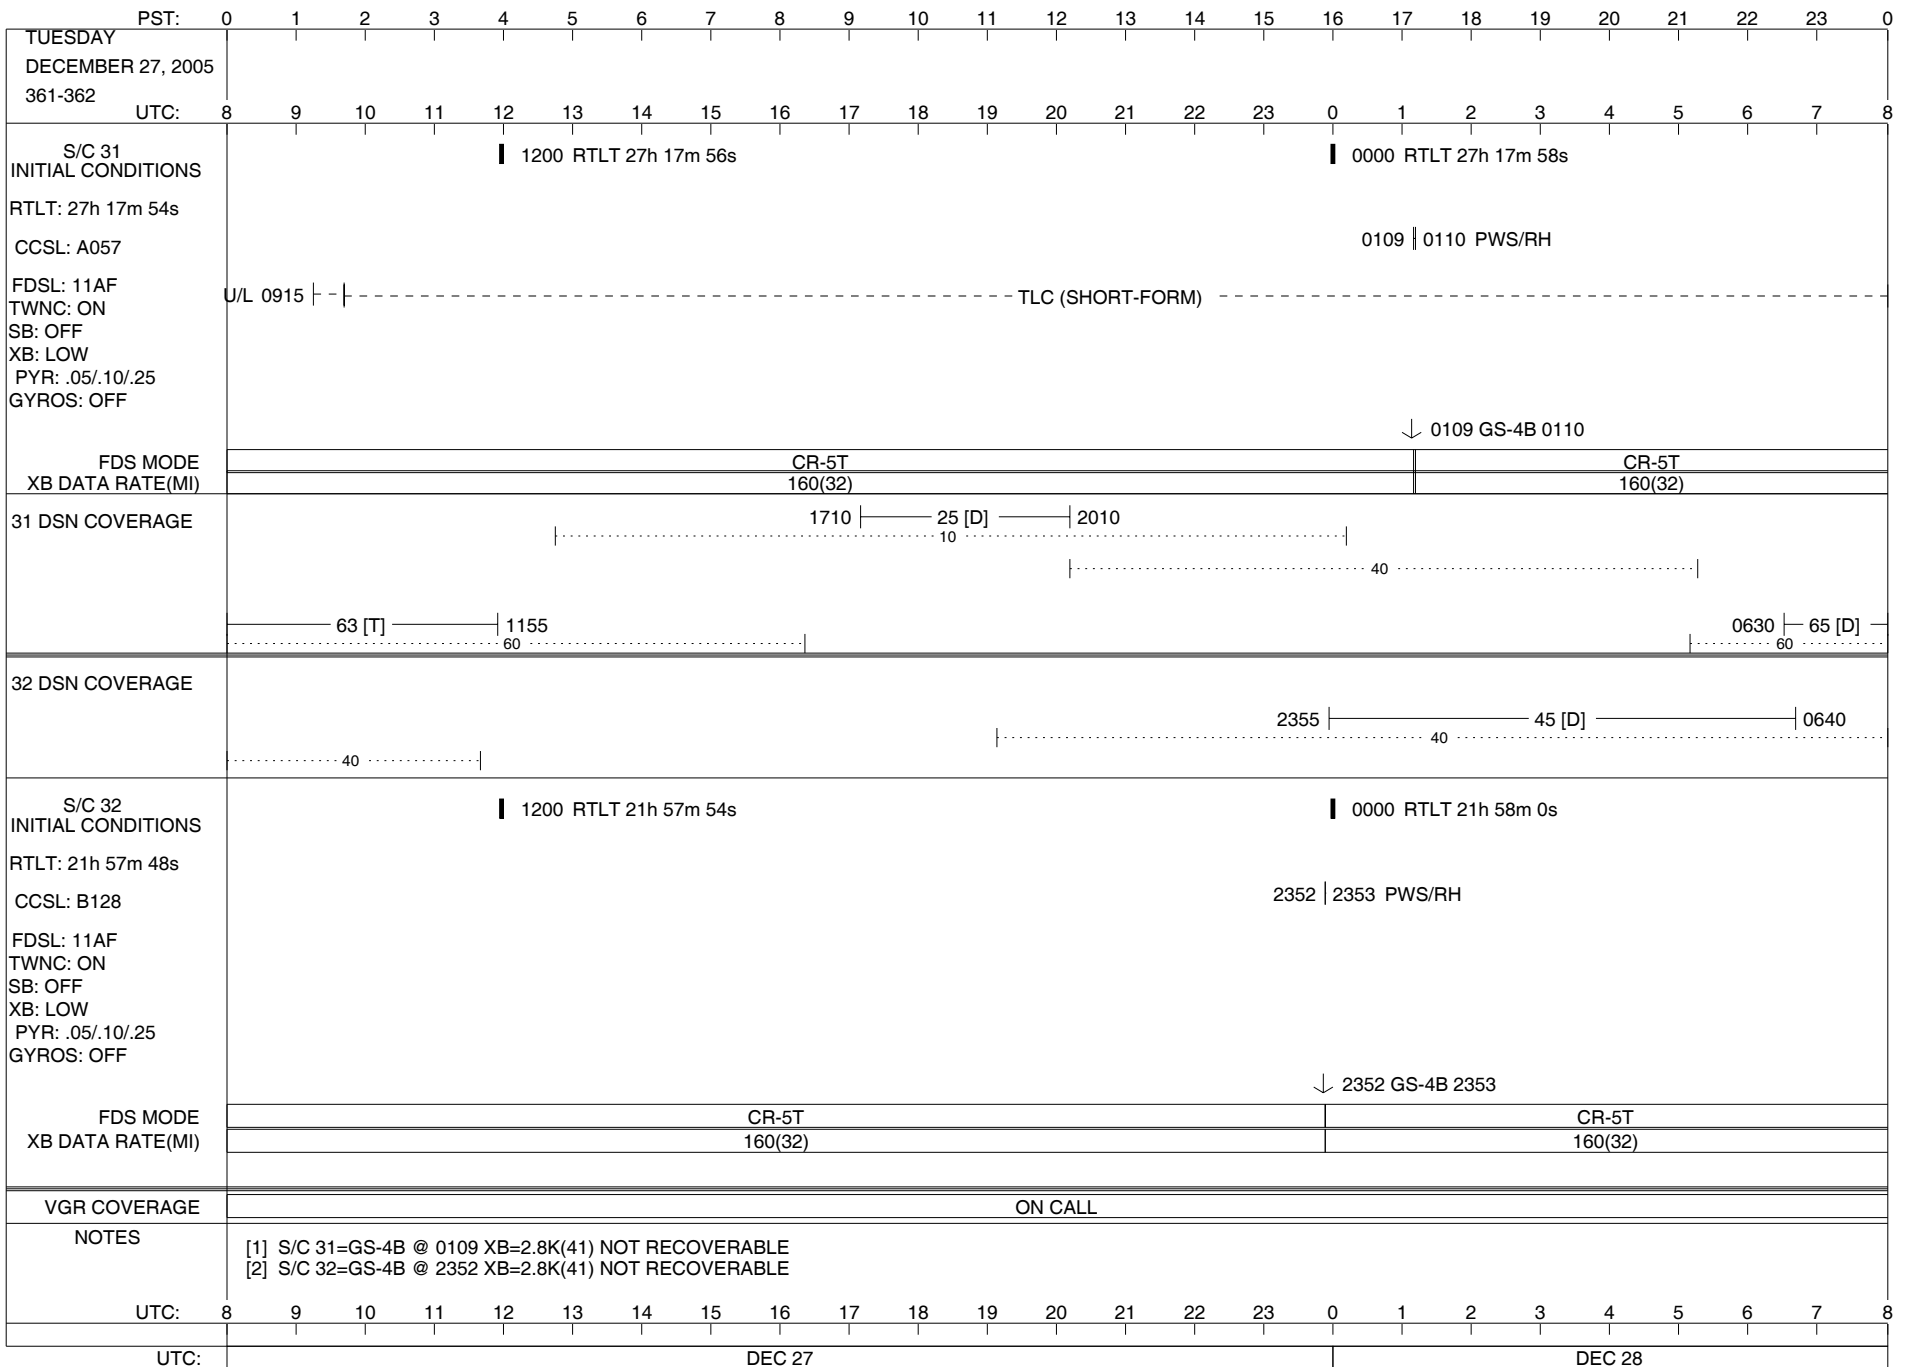 PST: 0 1 2 3 4 5 6 7 8 9 10 11 12 13 14 15 16 17 18 19 20 21 22 23 0
TUESDAY
DECEMBER 27, 2005
361-362
UTC: 8 9 10 11 12 13 14 15 16 17 18 19 20 21 22 23 0 1 2 3 4 5 6 7 8
S/C 31
INITIAL CONDITIONS
1200 RTLT 27h 17m 56s
0000 RTLT 27h 17m 58s
RTLT: 27h 17m 54s
CCSL: A057
0109 0110 PWS/RH
FDSL: 11AF
U/L 0915
TLC (SHORT-FORM)
TWNC: ON
SB: OFF
XB: LOW
PYR: .05/.10/.25
GYROS: OFF
0109 GS-4B 0110
FDS MODE CR-5T CR-5T
XB DATA RATE(MI) 160(32) 160(32)
31 DSN COVERAGE
1710 25 [D] 2010
10
40
63 [T] 1155
0630 65 [D]
60
60
32 DSN COVERAGE
2355 45 [D] 0640
40
40
S/C 32
INITIAL CONDITIONS
1200 RTLT 21h 57m 54s
0000 RTLT 21h 58m 0s
RTLT: 21h 57m 48s
CCSL: B128
2352 2353 PWS/RH
FDSL: 11AF
TWNC: ON
SB: OFF
XB: LOW
PYR: .05/.10/.25
GYROS: OFF
2352 GS-4B 2353
FDS MODE CR-5T CR-5T
XB DATA RATE(MI) 160(32) 160(32)
VGR COVERAGE ON CALL
NOTES
[1] S/C 31=GS-4B @ 0109 XB=2.8K(41) NOT RECOVERABLE
[2] S/C 32=GS-4B @ 2352 XB=2.8K(41) NOT RECOVERABLE
UTC: 8 9 10 11 12 13 14 15 16 17 18 19 20 21 22 23 0 1 2 3 4 5 6 7 8
UTC: DEC 27 DEC 28